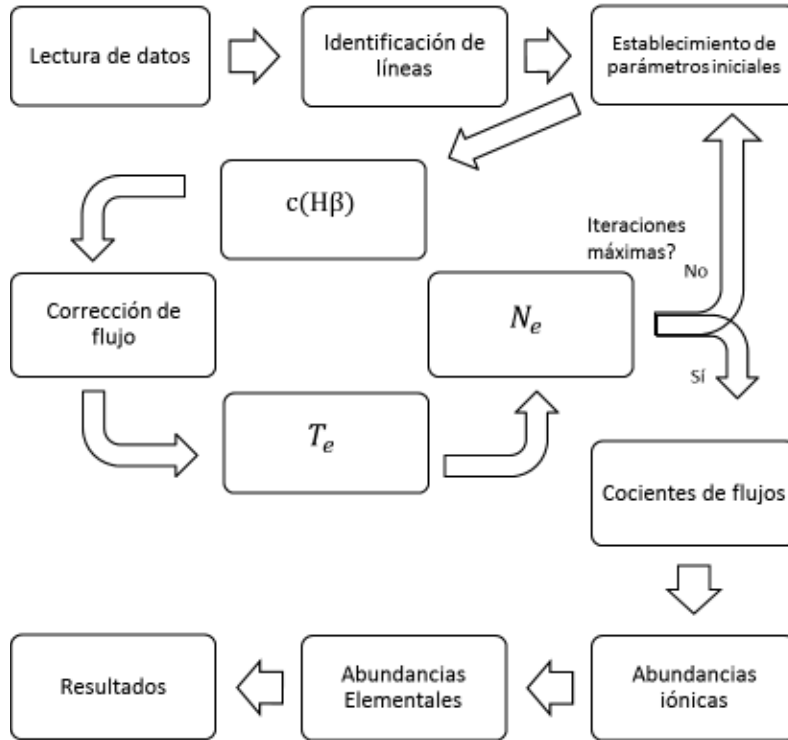 Lectura de datos
Identificación de
líneas
Establecimiento de
parámetros iniciales
c(Hβ)
Corrección de
flujo
T_e
N_e
Iteraciones
máximas?
No
Sí
Cocientes de flujos
Abundancias
iónicas
Abundancias
Elementales
Resultados